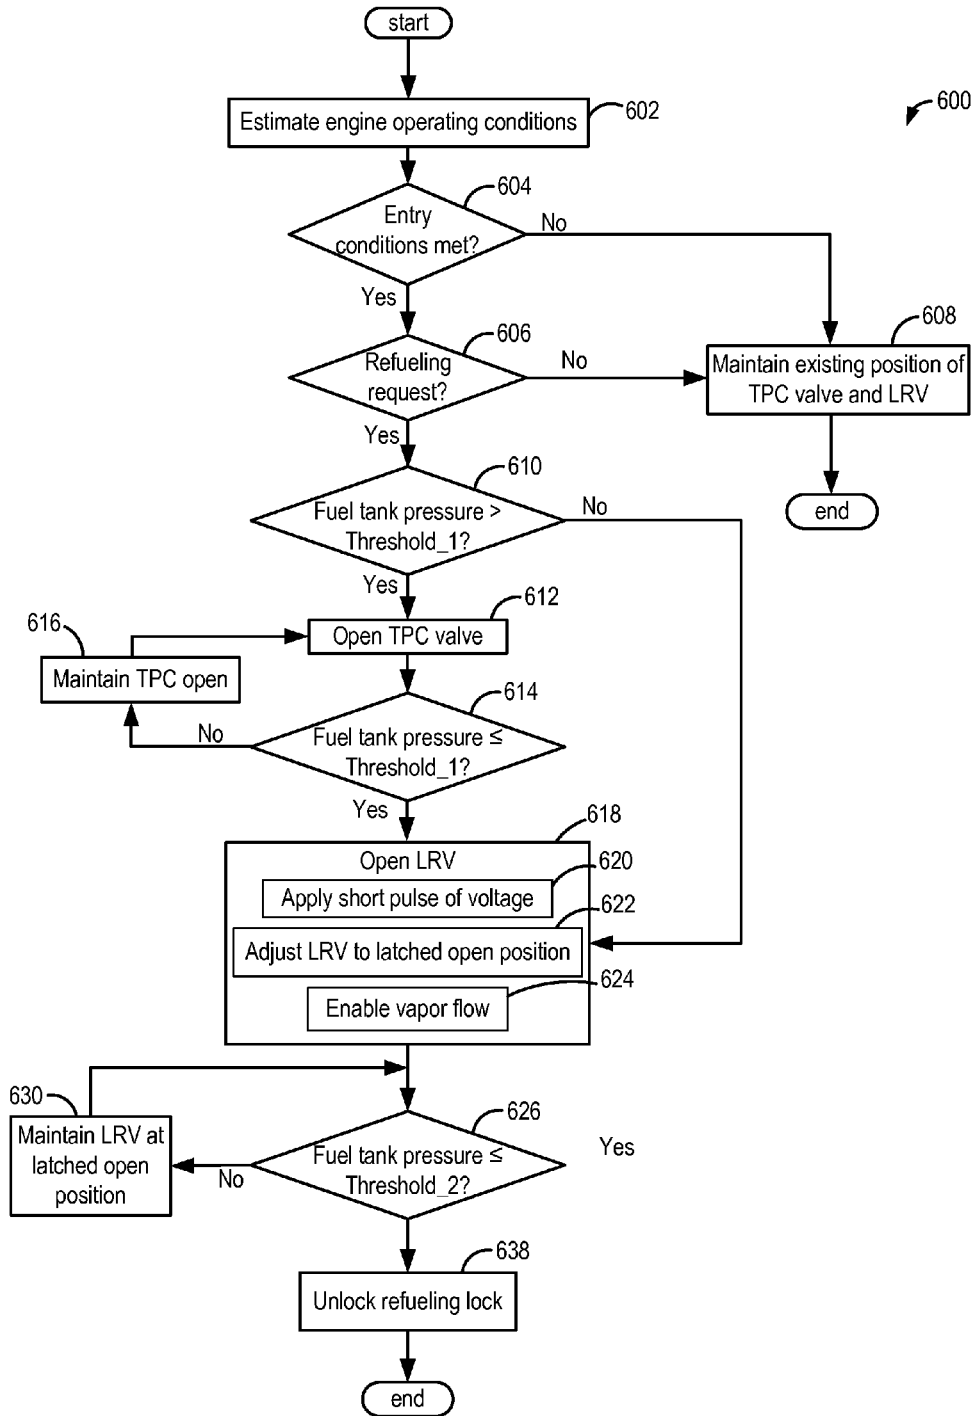 start
600
Estimate engine operating conditions
602
604
Entry
conditions met?
No
Yes
606
Refueling
request?
No
608
Maintain existing position of
TPC valve and LRV
Yes
end
610
Fuel tank pressure >
Threshold_1?
No
Yes
612
Open TPC valve
616
Maintain TPC open
614
Fuel tank pressure ≤
Threshold_1?
No
Yes
618
Open LRV
620
Apply short pulse of voltage
622
Adjust LRV to latched open position
624
Enable vapor flow
630
Maintain LRV at
latched open
position
626
Fuel tank pressure ≤
Threshold_2?
Yes
No
638
Unlock refueling lock
end